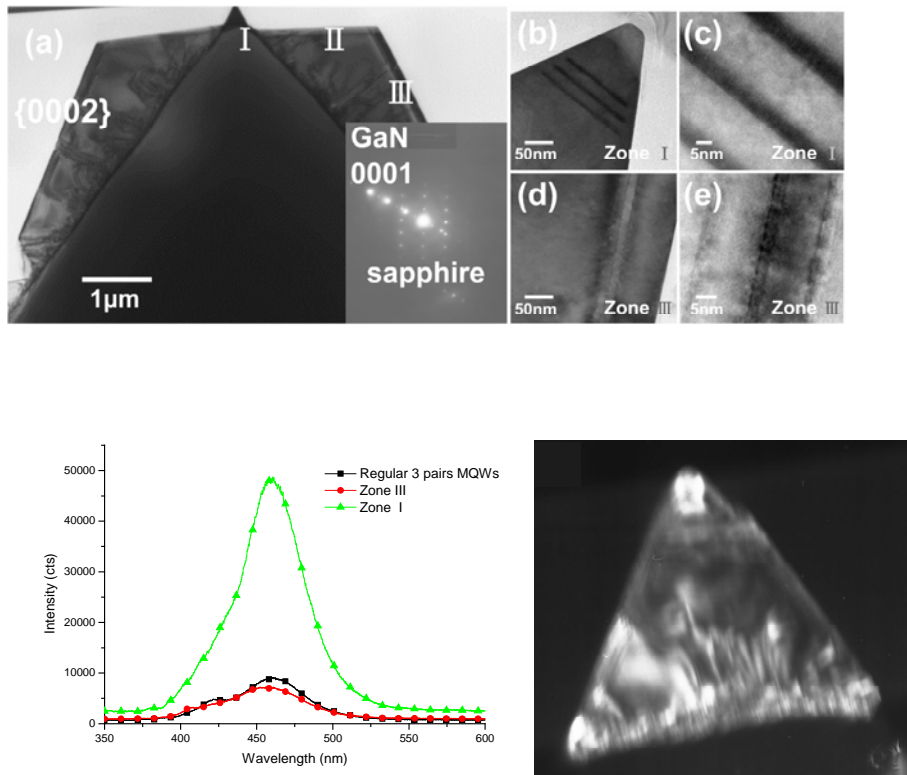 (a)
I
II
III
{0002}
GaN
0001
sapphire
1μm
(b)
50nm
Zone I
(c)
5nm
Zone I
(d)
50nm
Zone III
(e)
5nm
Zone III
50000
40000
30000
20000
10000
0
Intensity (cts)
Regular 3 pairs MQWs
Zone III
Zone I
350 400 450 500 550 600
Wavelength (nm)